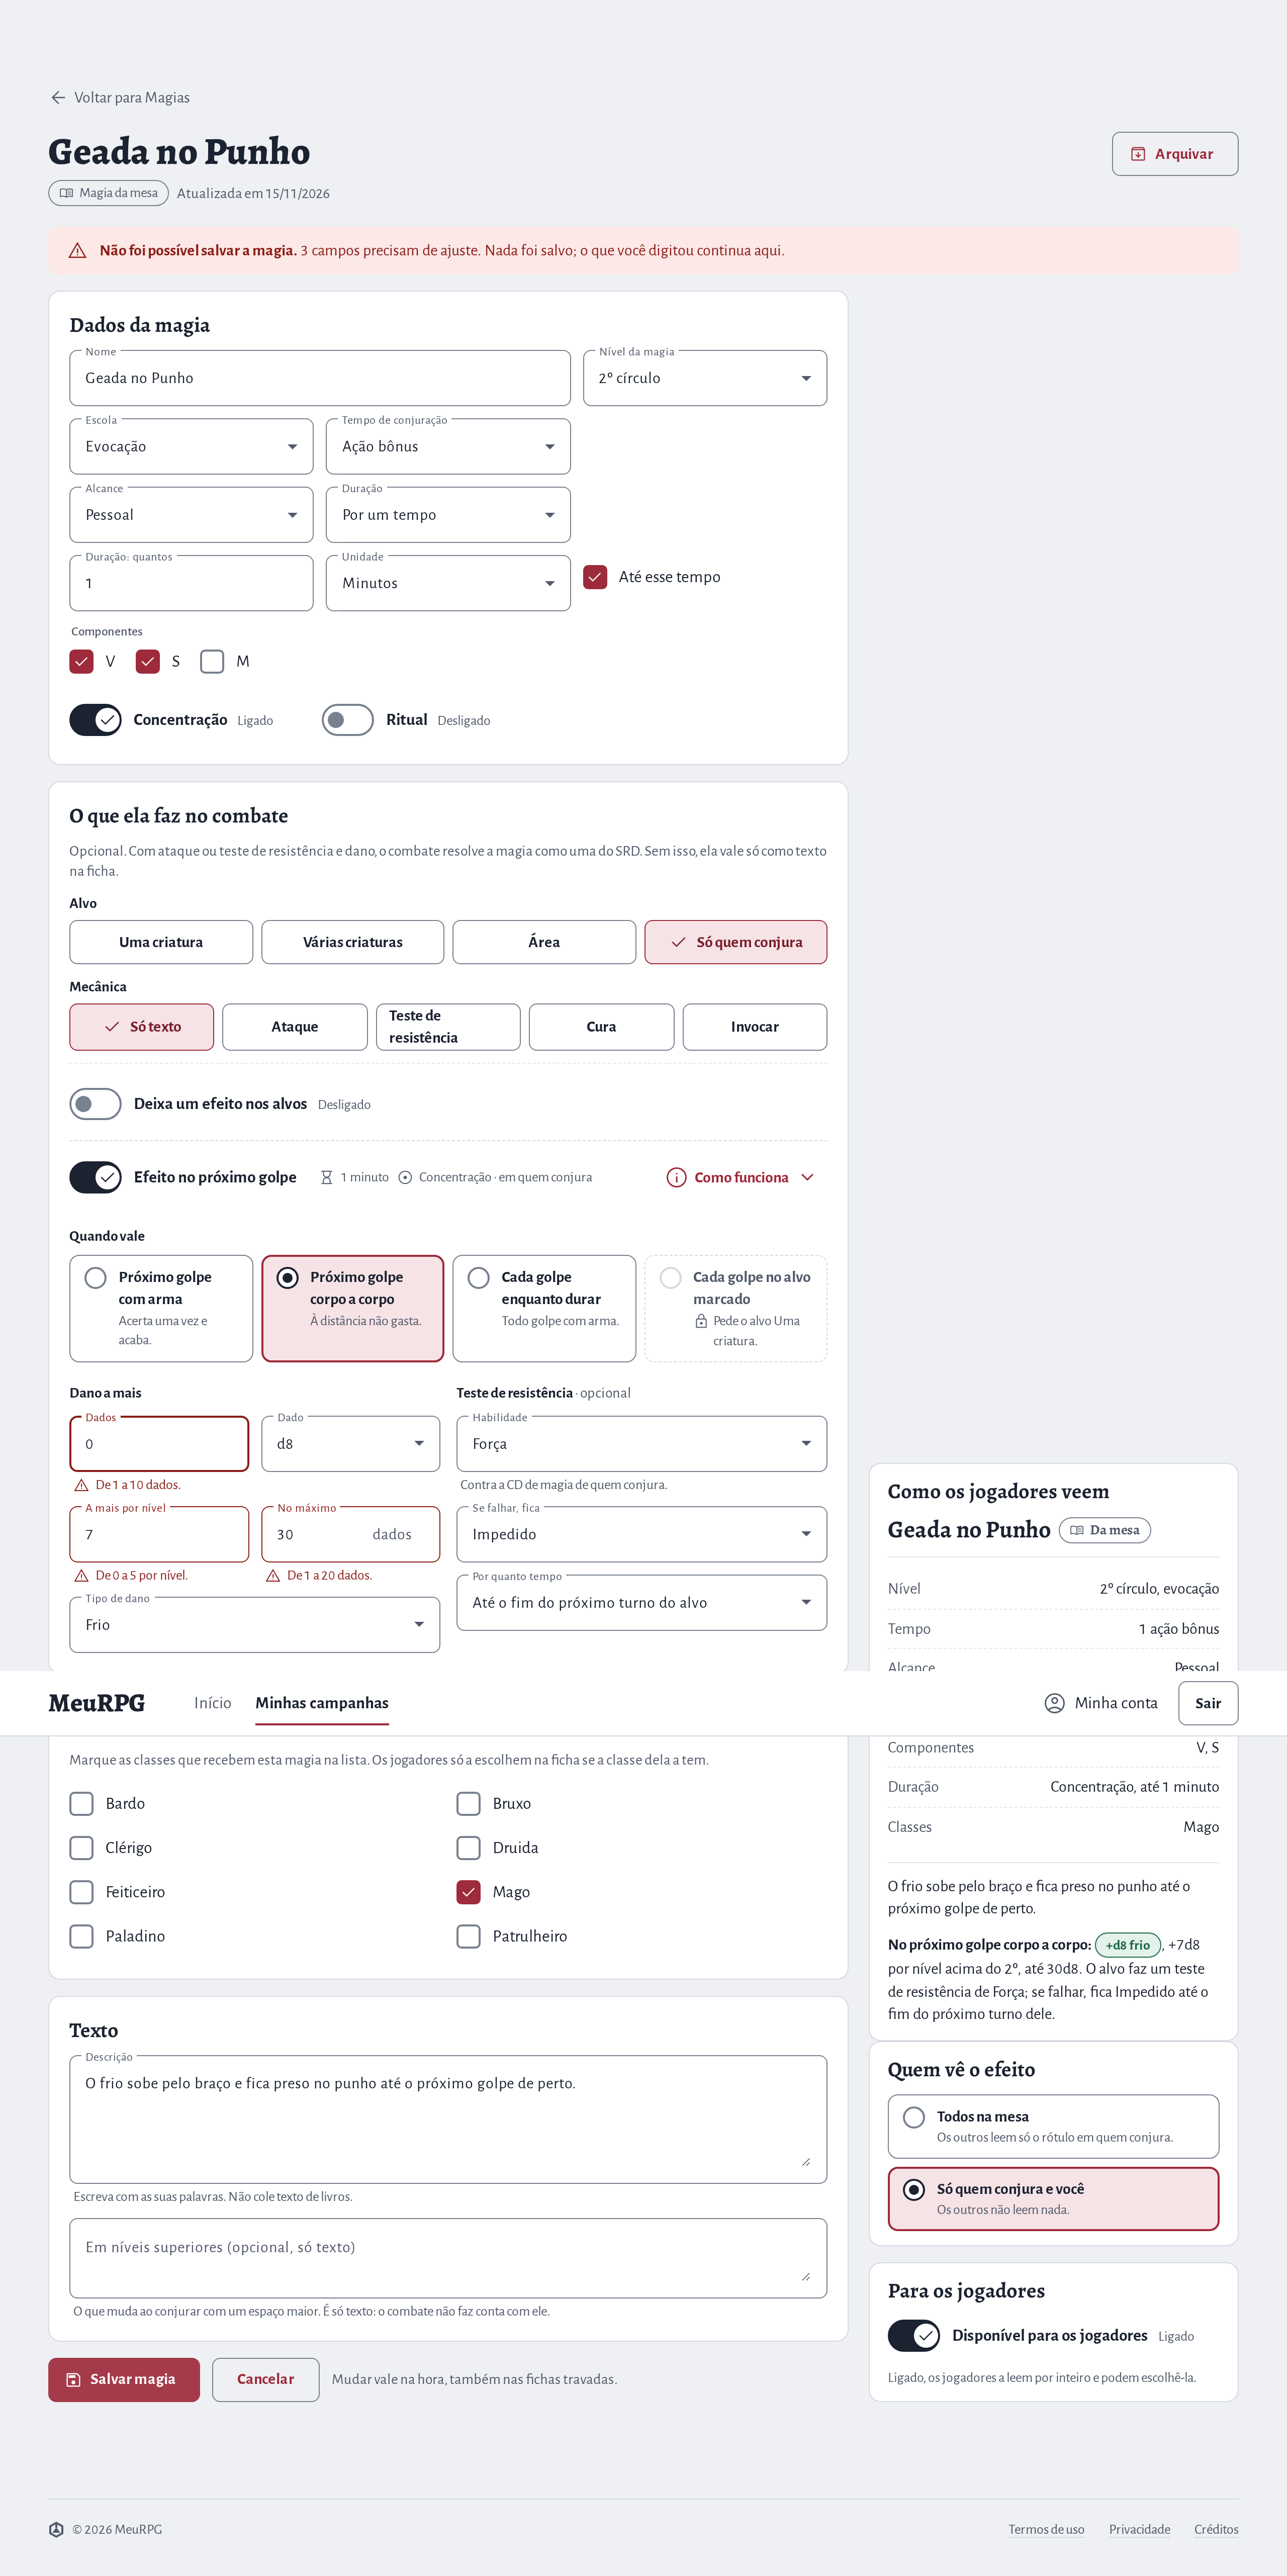 Voltar para Magias
Geada no Punho
Arquivar
Magia da mesa
Atualizada em 15/11/2026
Não foi possível salvar a magia. 3 campos precisam de ajuste. Nada foi salvo; o que você digitou continua aqui.
Dados da magia
Nome
Geada no Punho
Nível da magia
2º círculo
Escola
Evocação
Tempo de conjuração
Ação bônus
Alcance
Pessoal
Duração
Por um tempo
Duração: quantos
1
Unidade
Minutos
Até esse tempo
Componentes
V
S
M
Concentração Ligado
Ritual Desligado
O que ela faz no combate
Opcional. Com ataque ou teste de resistência e dano, o combate resolve a magia como uma do SRD. Sem isso, ela vale só como texto
na ficha.
Alvo
Uma criatura
Várias criaturas
Área
Só quem conjura
Mecânica
Só texto
Ataque
Teste de
resistência
Cura
Invocar
Deixa um efeito nos alvos Desligado
Efeito no próximo golpe
1 minuto
Concentração · em quem conjura
Como funciona
Quando vale
Próximo golpe
com arma
Acerta uma vez e
acaba.
Próximo golpe
corpo a corpo
À distância não gasta.
Cada golpe
enquanto durar
Todo golpe com arma.
Cada golpe no alvo
marcado
Pede o alvo Uma
criatura.
Dano a mais
Dados
0
De 1 a 10 dados.
Dado
d8
A mais por nível
7
De 0 a 5 por nível.
No máximo
30 dados
De 1 a 20 dados.
Tipo de dano
Frio
Teste de resistência · opcional
Habilidade
Força
Contra a CD de magia de quem conjura.
Se falhar, fica
Impedido
Por quanto tempo
Até o fim do próximo turno do alvo
Como os jogadores veem
Geada no Punho
Da mesa
Nível 2º círculo, evocação
Tempo 1 ação bônus
Alcance Pessoal
MeuRPG
Início
Minhas campanhas
Minha conta
Sair
Marque as classes que recebem esta magia na lista. Os jogadores só a escolhem na ficha se a classe dela a tem.
Bardo
Bruxo
Clérigo
Druida
Feiticeiro
Mago
Paladino
Patrulheiro
Componentes V, S
Duração Concentração, até 1 minuto
Classes Mago
O frio sobe pelo braço e fica preso no punho até o
próximo golpe de perto.
No próximo golpe corpo a corpo: +d8 frio, +7d8
por nível acima do 2º, até 30d8. O alvo faz um teste
de resistência de Força; se falhar, fica Impedido até o
fim do próximo turno dele.
Texto
Descrição
O frio sobe pelo braço e fica preso no punho até o próximo golpe de perto.
Escreva com as suas palavras. Não cole texto de livros.
Em níveis superiores (opcional, só texto)
O que muda ao conjurar com um espaço maior. É só texto: o combate não faz conta com ele.
Quem vê o efeito
Todos na mesa
Os outros leem só o rótulo em quem conjura.
Só quem conjura e você
Os outros não leem nada.
Para os jogadores
Disponível para os jogadores Ligado
Ligado, os jogadores a leem por inteiro e podem escolhê-la.
Salvar magia
Cancelar
Mudar vale na hora, também nas fichas travadas.
© 2026 MeuRPG
Termos de uso
Privacidade
Créditos